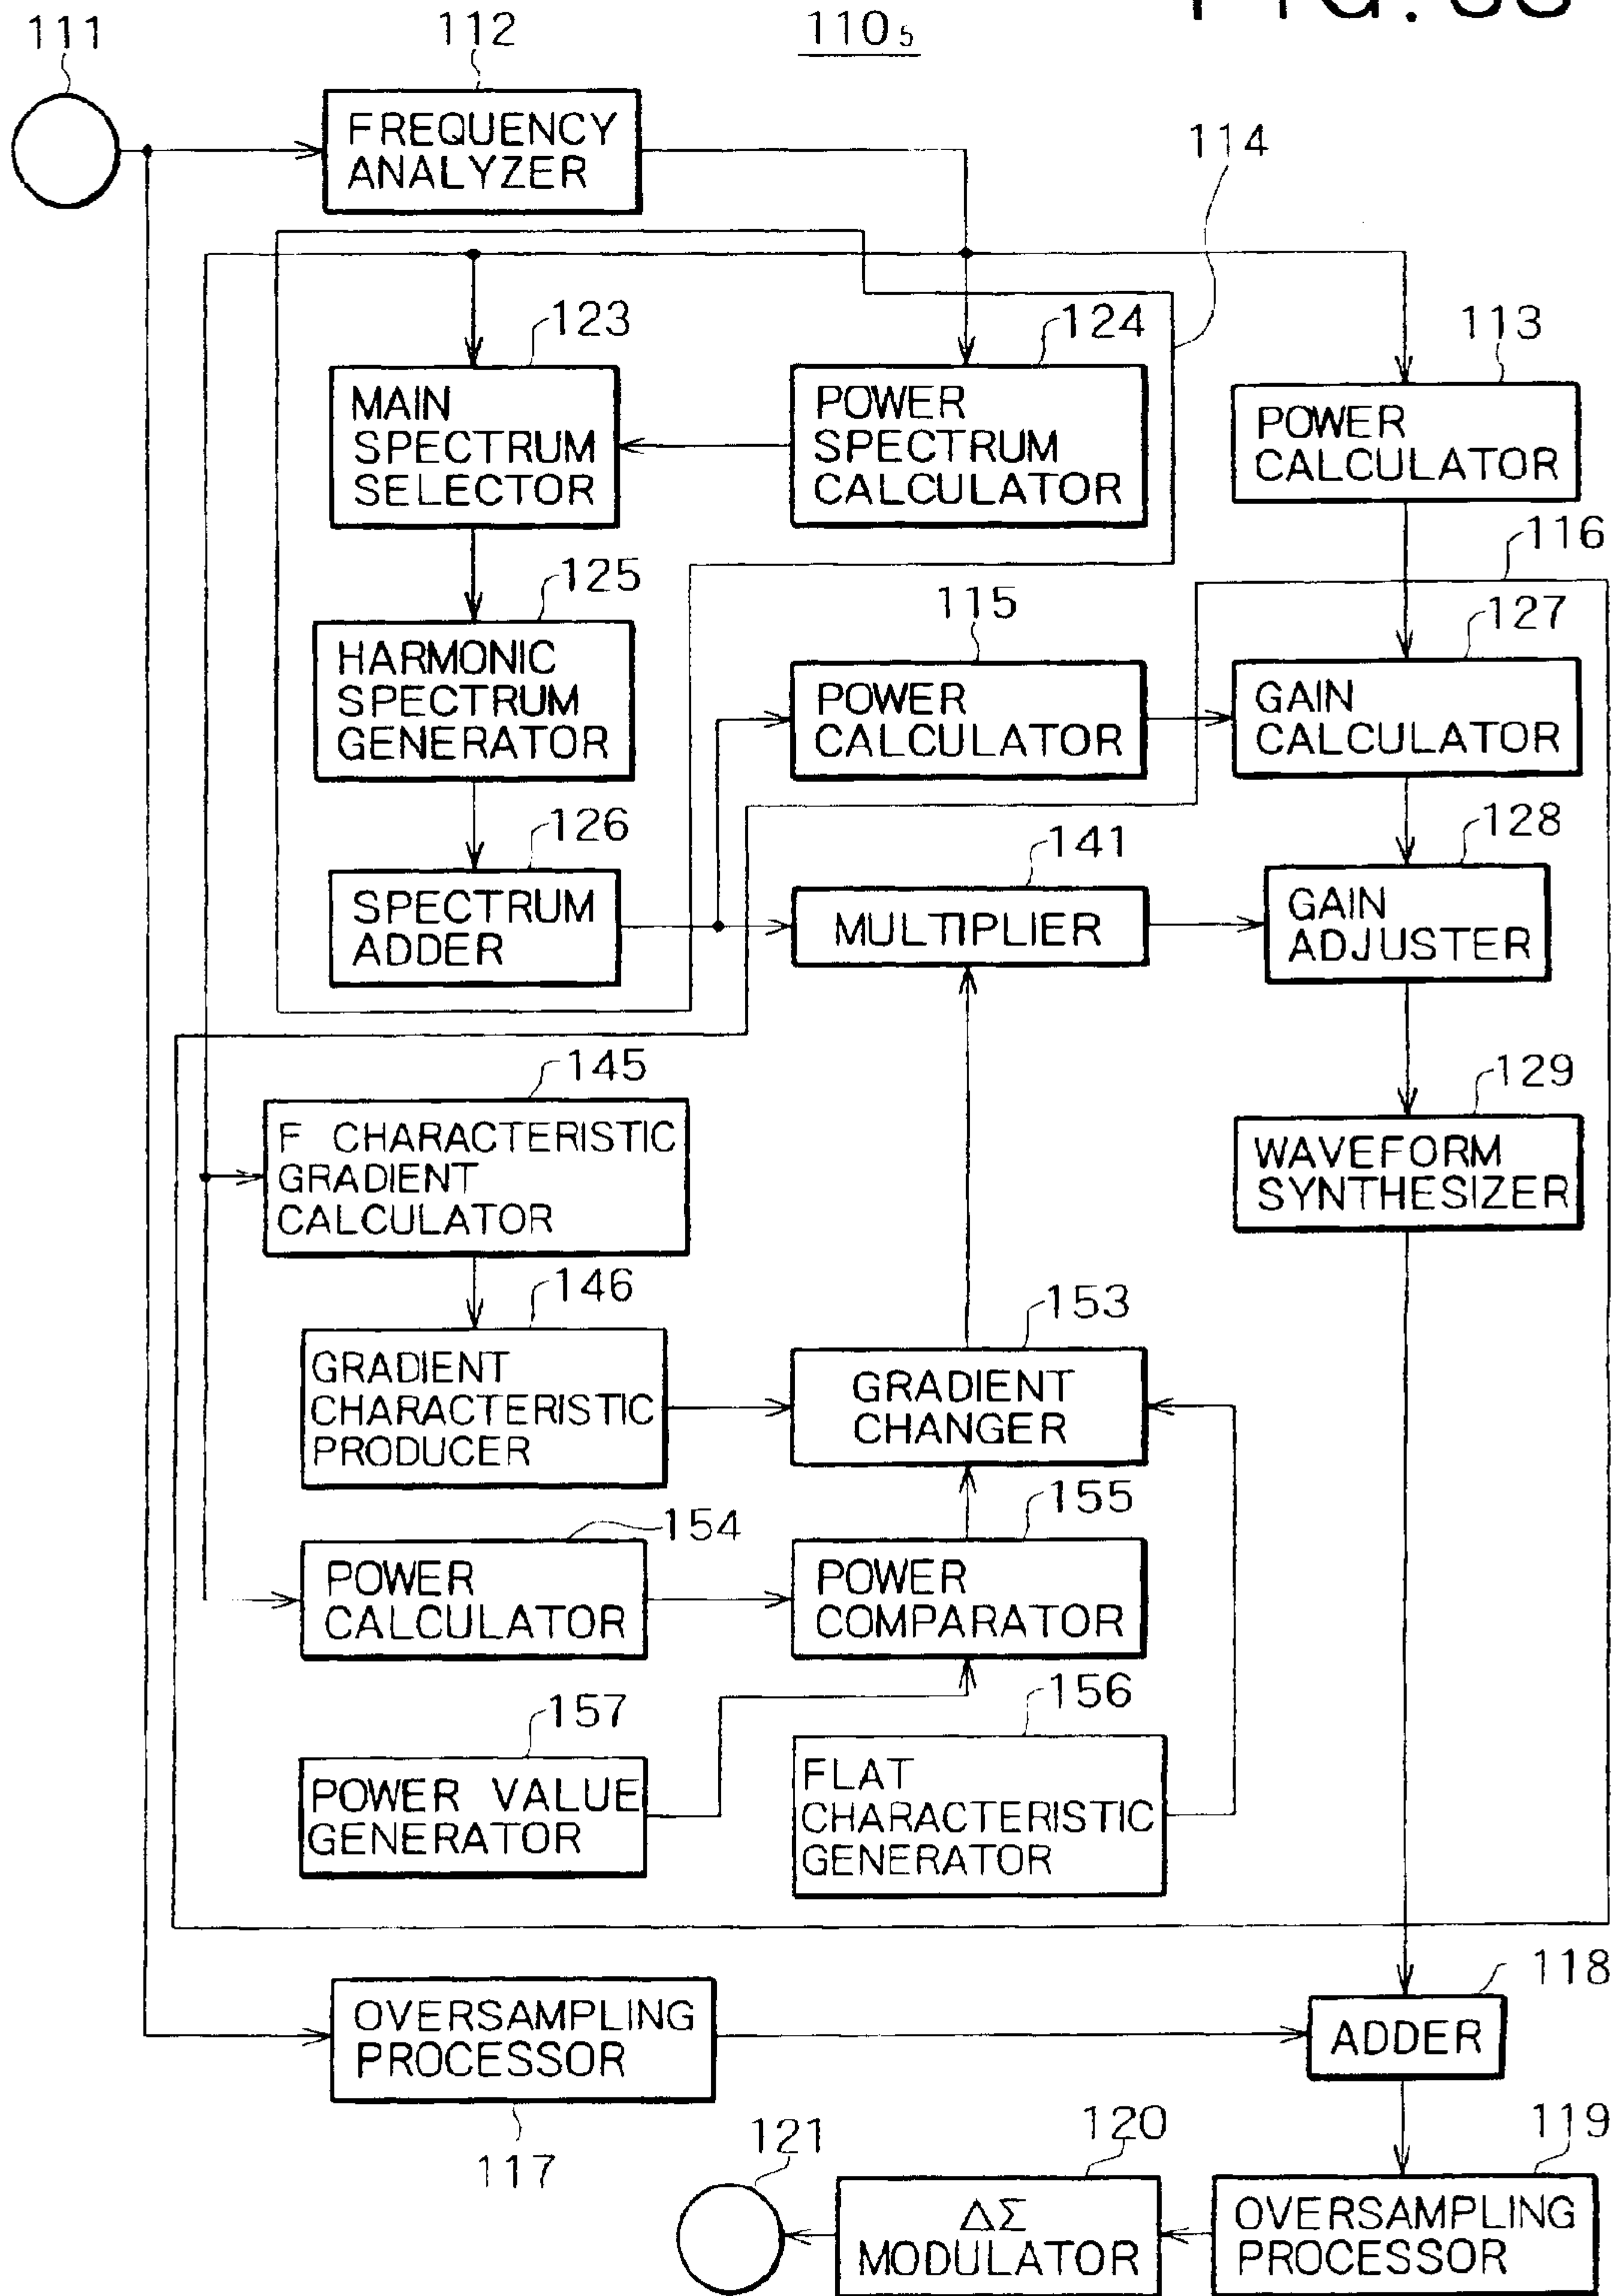 111
112
110₅
FREQUENCY
ANALYZER
114
123
124
113
MAIN
SPECTRUM
SELECTOR
POWER
SPECTRUM
CALCULATOR
POWER
CALCULATOR
116
125
115
127
HARMONIC
SPECTRUM
GENERATOR
POWER
CALCULATOR
GAIN
CALCULATOR
126
141
128
SPECTRUM
ADDER
MULTIPLIER
GAIN
ADJUSTER
145
129
F CHARACTERISTIC
GRADIENT
CALCULATOR
WAVEFORM
SYNTHESIZER
146
153
GRADIENT
CHARACTERISTIC
PRODUCER
GRADIENT
CHANGER
154
155
POWER
CALCULATOR
POWER
COMPARATOR
157
156
POWER VALUE
GENERATOR
FLAT
CHARACTERISTIC
GENERATOR
118
OVERSAMPLING
PROCESSOR
ADDER
117
121
120
119
ΔΣ
MODULATOR
OVERSAMPLING
PROCESSOR